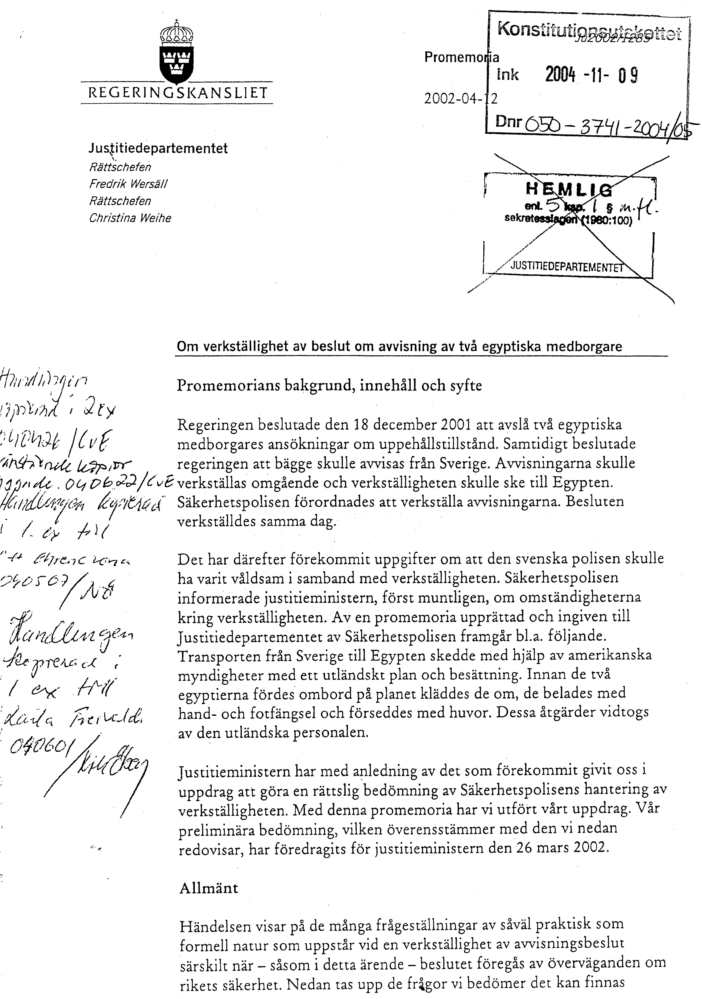 Konstitutionsutskottet
Ju2002/1285
Promemoria
Ink 2004 -11- 09
REGERINGSKANSLIET
2002-04-12
Dnr 050 - 3741-2004/05
Justitiedepartementet
Rättschefen
Fredrik Wersäll
Rättschefen
Christina Weihe
HEMLIG
enl. 5 kap. 1 § m.fl.
sekretesslagen (1980:100)
JUSTITIEDEPARTEMENTET
Om verkställighet av beslut om avvisning av två egyptiska medborgare
Promemorians bakgrund, innehåll och syfte
Regeringen beslutade den 18 december 2001 att avslå två egyptiska
medborgares ansökningar om uppehållstillstånd. Samtidigt beslutade
regeringen att bägge skulle avvisas från Sverige. Avvisningarna skulle
verkställas omgående och verkställigheten skulle ske till Egypten.
Säkerhetspolisen förordnades att verkställa avvisningarna. Besluten
verkställdes samma dag.
Det har därefter förekommit uppgifter om att den svenska polisen skulle
ha varit våldsam i samband med verkställigheten. Säkerhetspolisen
informerade justitieministern, först muntligen, om omständigheterna
kring verkställigheten. Av en promemoria upprättad och ingiven till
Justitiedepartementet av Säkerhetspolisen framgår bl.a. följande.
Transporten från Sverige till Egypten skedde med hjälp av amerikanska
myndigheter med ett utländskt plan och besättning. Innan de två
egyptierna fördes ombord på planet kläddes de om, de belades med
hand- och fotfängsel och förseddes med huvor. Dessa åtgärder vidtogs
av den utländska personalen.
Justitieministern har med anledning av det som förekommit givit oss i
uppdrag att göra en rättslig bedömning av Säkerhetspolisens hantering av
verkställigheten. Med denna promemoria har vi utfört vårt uppdrag. Vår
preliminära bedömning, vilken överensstämmer med den vi nedan
redovisar, har föredragits för justitieministern den 26 mars 2002.
Allmänt
Händelsen visar på de många frågeställningar av såväl praktisk som
formell natur som uppstår vid en verkställighet av avvisningsbeslut
särskilt när – såsom i detta ärende – beslutet föregås av överväganden om
rikets säkerhet. Nedan tas upp de frågor vi bedömer det kan finnas
Handlingen
i 2 ex
/CvE
kopior
040622/CvE
Handlingen kopierad
i 1. ex till
040507/NÖ
Handlingen
kopierad i
1 ex till
Laila Freivalds
040601/